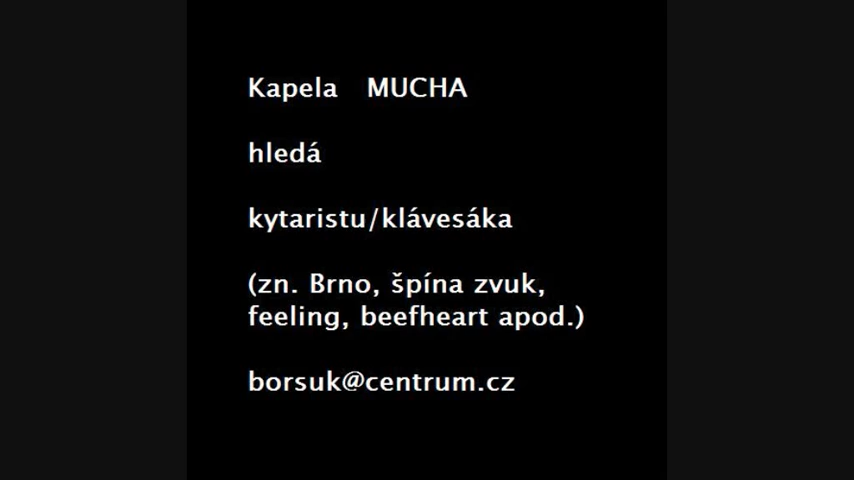 Kapela MUCHA
hledá
kytaristu/klávesáka
(zn. Brno, špína zvuk,
feeling, beefheart apod.)
borsuk@centrum.cz